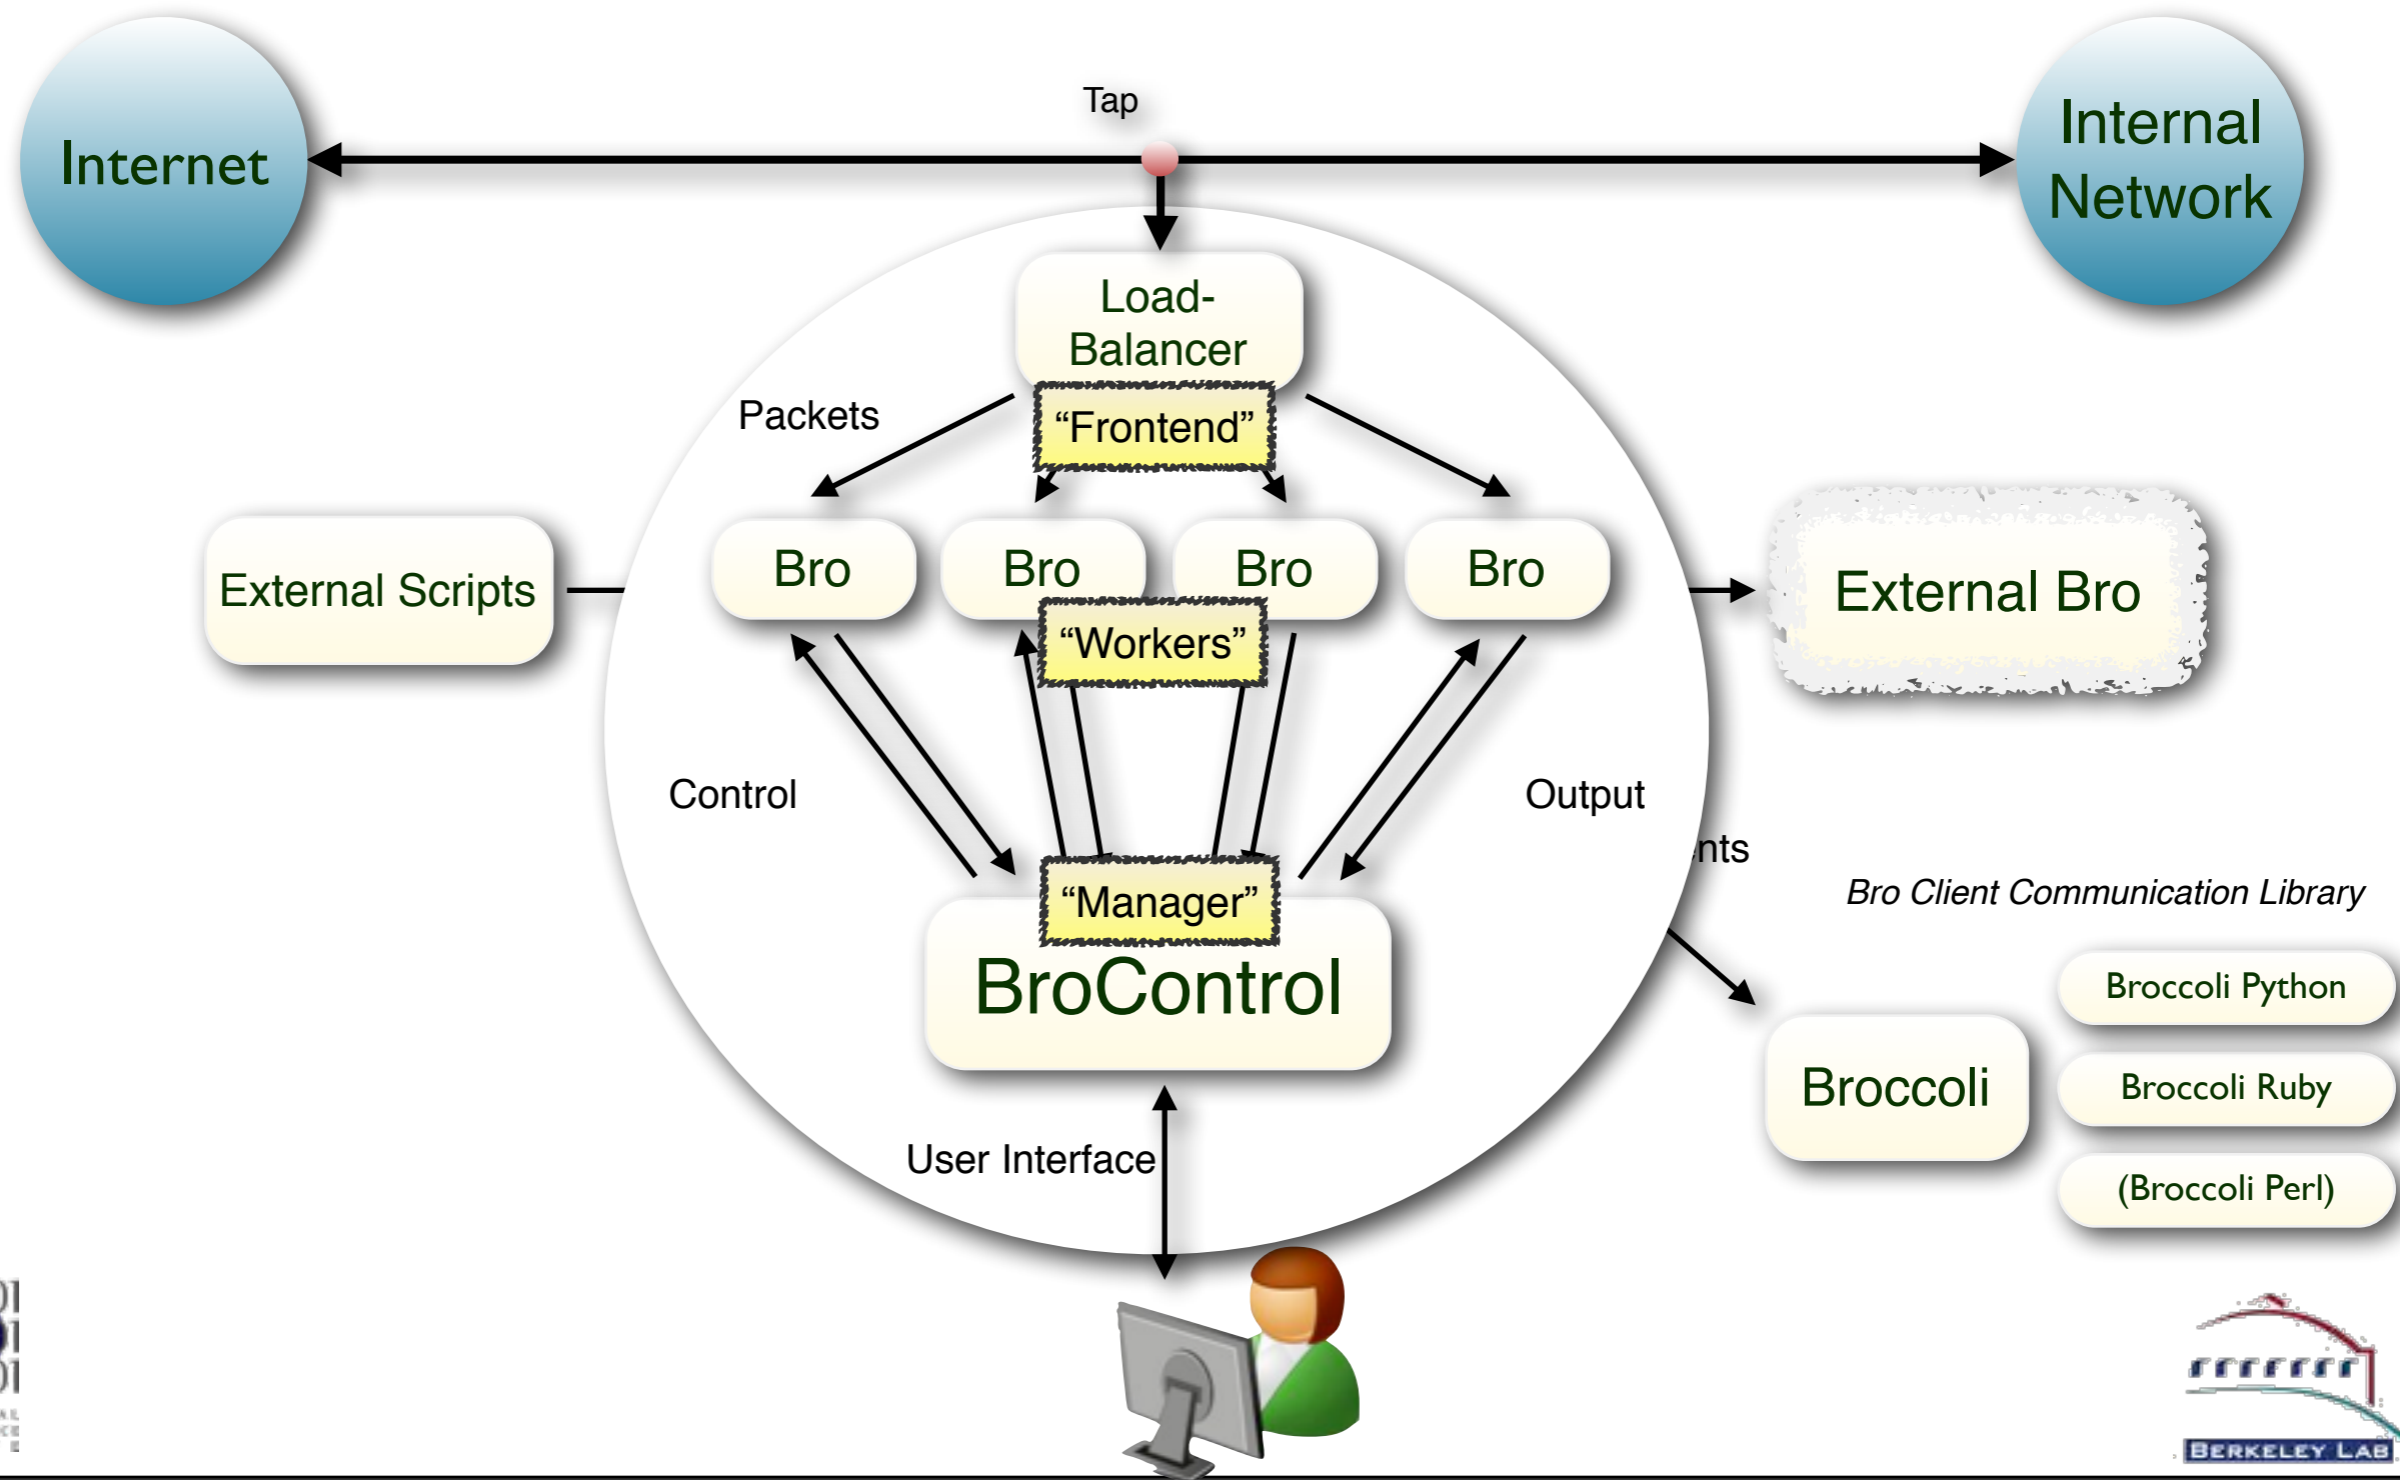 Tap
Internet
Internal
Network
Load-
Balancer
“Frontend”
Packets
External Scripts
Bro
Bro
Bro
Bro
External Bro
“Workers”
Control
Output
nts
Bro Client Communication Library
“Manager”
BroControl
Broccoli Python
Broccoli
Broccoli Ruby
User Interface
(Broccoli Perl)
BERKELEY LAB